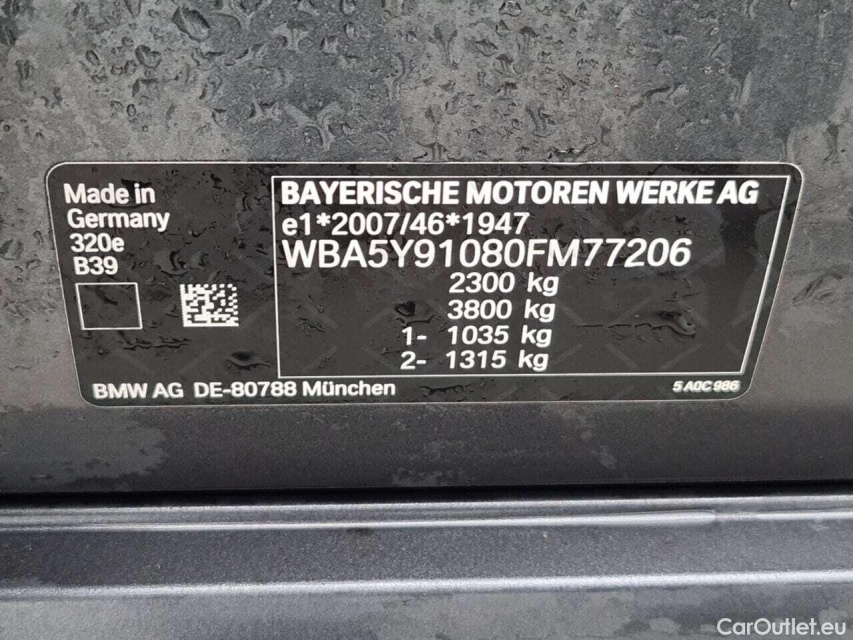 Made in
Germany
320e
B39
BAYERISCHE MOTOREN WERKE AG
e1*2007/46*1947
WBA5Y91080FM77206
2300 kg
3800 kg
1- 1035 kg
2- 1315 kg
BMW AG DE-80788 München
5 A0C 986
CarOutlet.eu